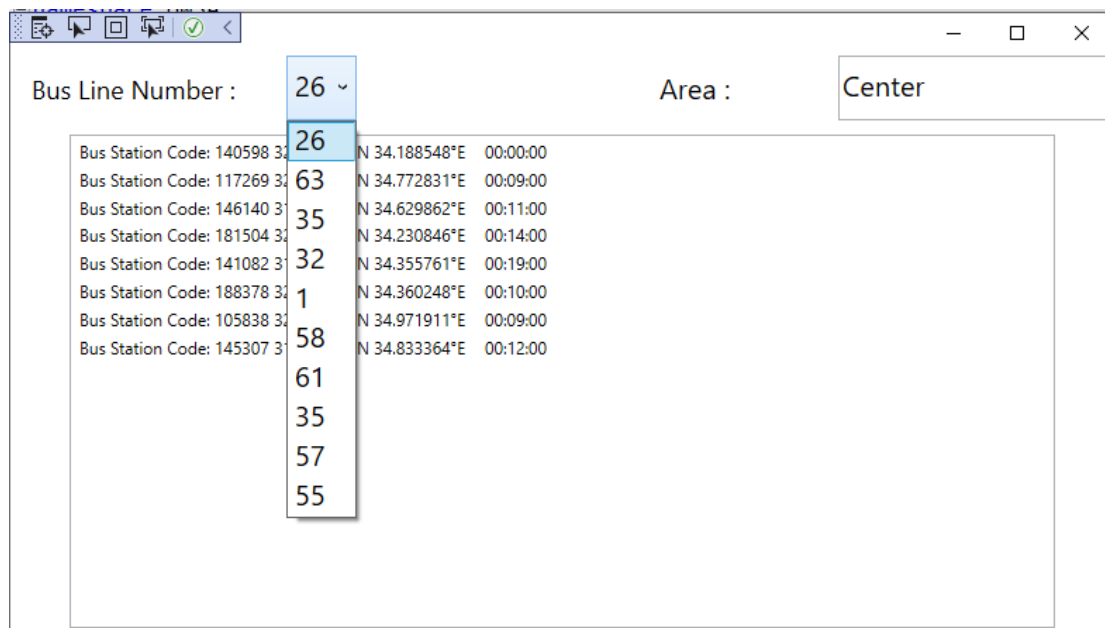 Bus Line Number : 26 Area : Center
Bus Station Code: 140598 N 34.188548°E 00:00:00
Bus Station Code: 117269 N 34.772831°E 00:09:00
Bus Station Code: 146140 N 34.629862°E 00:11:00
Bus Station Code: 181504 N 34.230846°E 00:14:00
Bus Station Code: 141082 N 34.355761°E 00:19:00
Bus Station Code: 188378 N 34.360248°E 00:10:00
Bus Station Code: 105838 N 34.971911°E 00:09:00
Bus Station Code: 145307 N 34.833364°E 00:12:00
26
63
35
32
1
58
61
35
57
55